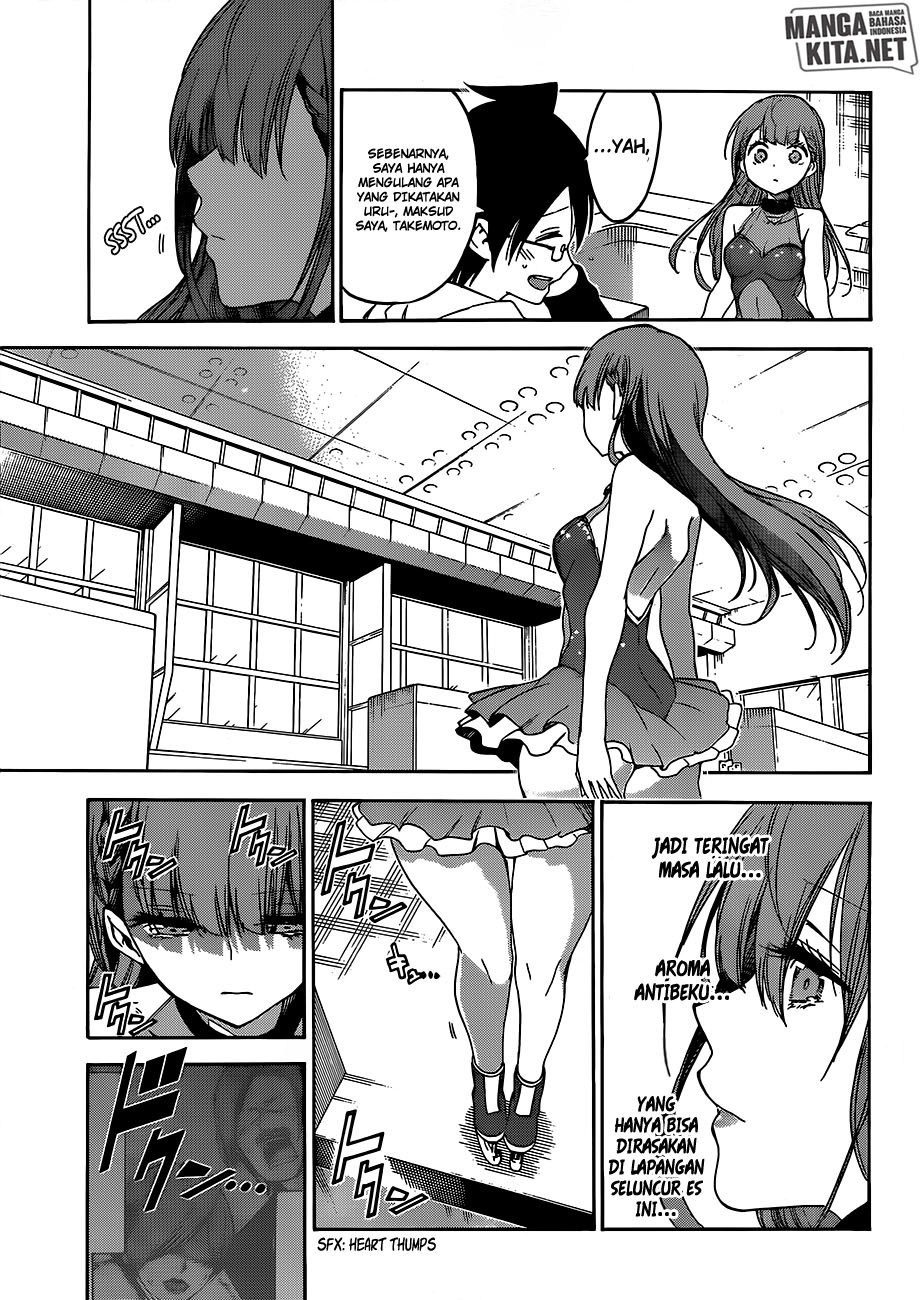 MANGA
KITA.NET
BACA MANGA
BAHASA
INDONESIA
...YAH,
SEBENARNYA,
SAYA HANYA
MENGULANG APA
YANG DIKATAKAN
URU-, MAKSUD
SAYA, TAKEMOTO.
SSST...
JADI TERINGAT
MASA LALU...
AROMA
ANTIBEKU...
YANG
HANYA BISA
DIRASAKAN
DI LAPANGAN
SELUNCUR ES
INI...
ドクン
ドクン
キュ...
ドクン
ドクン
ドクン
ドクン
ドクン...
SFX: HEART THUMPS